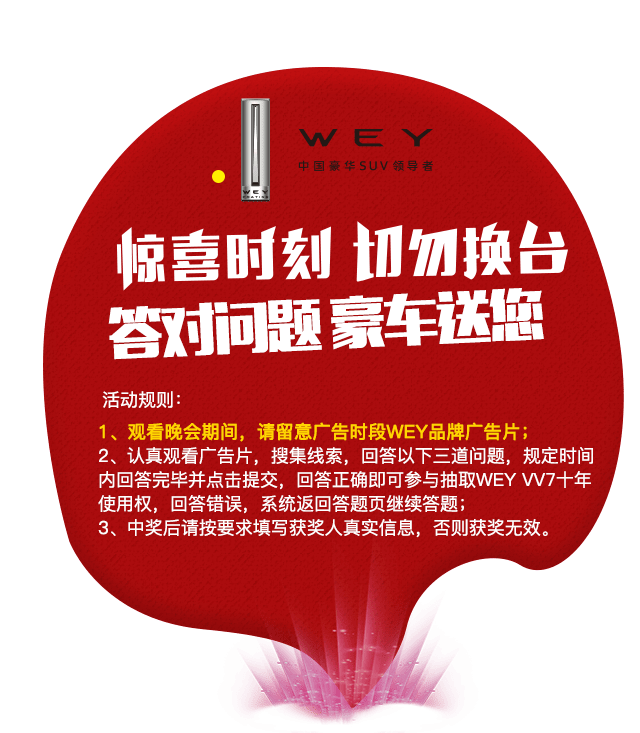 WEY
中国豪华SUV领导者
WEY
惊喜时刻 切勿换台
答对问题 豪车送您
活动规则：
1、观看晚会期间，请留意广告时段WEY品牌广告片；
2、认真观看广告片，搜集线索，回答以下三道问题，规定时间
内回答完毕并点击提交，回答正确即可参与抽取WEY VV7十年
使用权，回答错误，系统返回答题页继续答题；
3、中奖后请按要求填写获奖人真实信息，否则获奖无效。